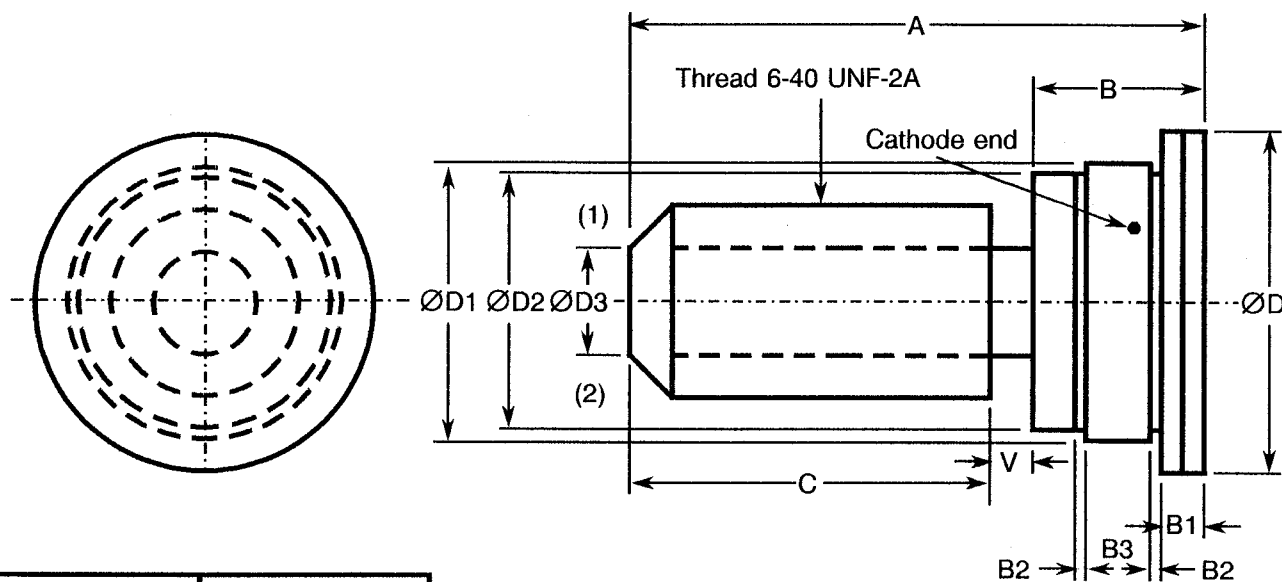 A
Thread 6-40 UNF-2A
B
Cathode end
(1)
ØD1 ØD2 ØD3 ØD
(2)
V
C
B1
B2 B3 B2